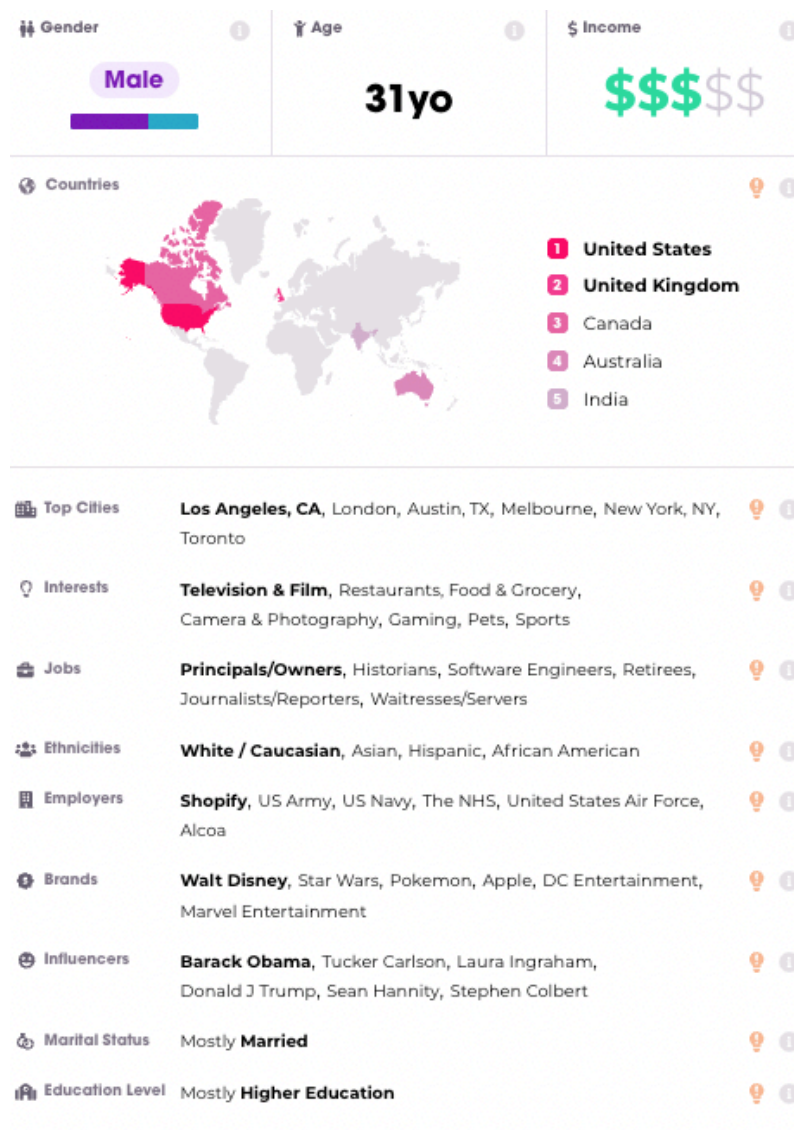 Gender
Age
$ Income
Male
31yo
$$$$$
Countries
1 United States
2 United Kingdom
3 Canada
4 Australia
5 India
Top Cities
Los Angeles, CA, London, Austin, TX, Melbourne, New York, NY,
Toronto
Interests
Television & Film, Restaurants, Food & Grocery,
Camera & Photography, Gaming, Pets, Sports
Jobs
Principals/Owners, Historians, Software Engineers, Retirees,
Journalists/Reporters, Waitresses/Servers
Ethnicities
White / Caucasian, Asian, Hispanic, African American
Employers
Shopify, US Army, US Navy, The NHS, United States Air Force,
Alcoa
Brands
Walt Disney, Star Wars, Pokemon, Apple, DC Entertainment,
Marvel Entertainment
Influencers
Barack Obama, Tucker Carlson, Laura Ingraham,
Donald J Trump, Sean Hannity, Stephen Colbert
Marital Status
Mostly Married
Education Level
Mostly Higher Education